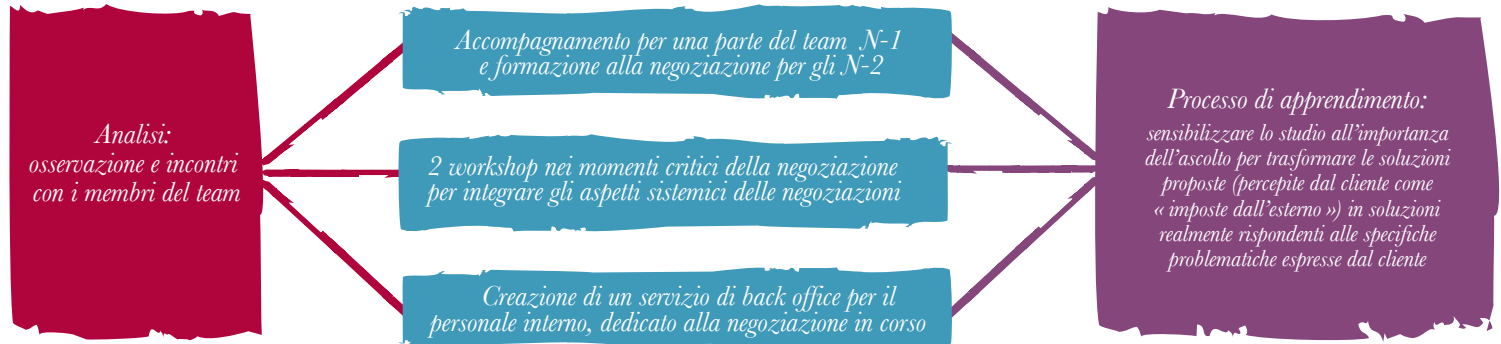 Analisi:
osservazione e incontri
con i membri del team
Accompagnamento per una parte del team N-1
e formazione alla negoziazione per gli N-2
2 workshop nei momenti critici della negoziazione
per integrare gli aspetti sistemici delle negoziazioni
Creazione di un servizio di back office per il
personale interno, dedicato alla negoziazione in corso
Processo di apprendimento:
sensibilizzare lo studio all'importanza
dell'ascolto per trasformare le soluzioni
proposte (percepite dal cliente come
« imposte dall'esterno ») in soluzioni
realmente rispondenti alle specifiche
problematiche espresse dal cliente